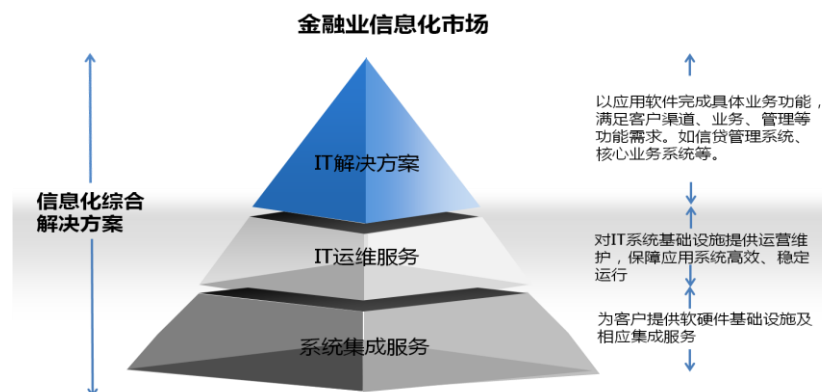 金融业信息化市场
以应用软件完成具体业务功能，
满足客户渠道、业务、管理等
功能需求。如信贷管理系统、
核心业务系统等。
IT解决方案
信息化综合
解决方案
对IT系统基础设施提供运营维
护，保障应用系统高效、稳定
运行
IT运维服务
为客户提供软硬件基础设施及
相应集成服务
系统集成服务